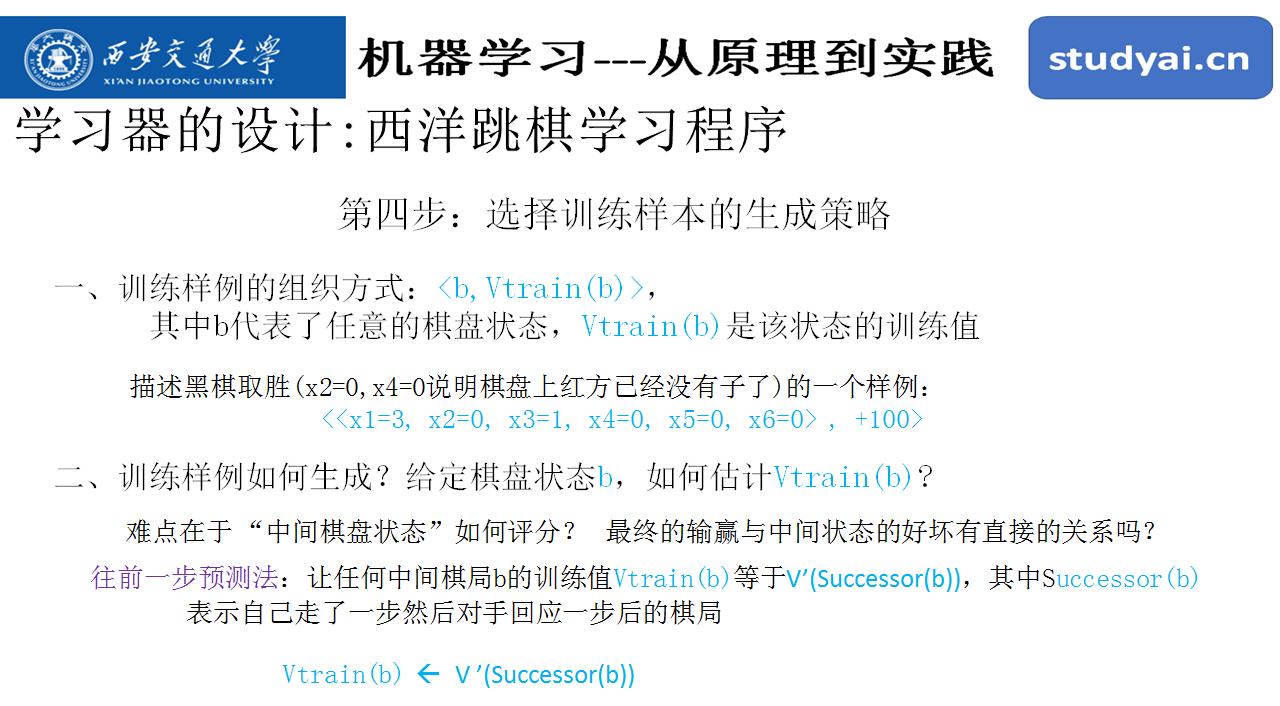 西安交通大学
XI'AN JIAOTONG UNIVERSITY
机器学习---从原理到实践
studyai.cn
学习器的设计:西洋跳棋学习程序
第四步：选择训练样本的生成策略
一、训练样例的组织方式：<b,Vtrain(b)>，
其中b代表了任意的棋盘状态，Vtrain(b)是该状态的训练值
描述黑棋取胜(x2=0,x4=0说明棋盘上红方已经没有子了)的一个样例：
<<x1=3, x2=0, x3=1, x4=0, x5=0, x6=0> , +100>
二、训练样例如何生成？给定棋盘状态b，如何估计Vtrain(b)?
难点在于 “中间棋盘状态”如何评分？ 最终的输赢与中间状态的好坏有直接的关系吗？
往前一步预测法：让任何中间棋局b的训练值Vtrain(b)等于V’(Successor(b))，其中Successor(b)
表示自己走了一步然后对手回应一步后的棋局
Vtrain(b) ← V ’(Successor(b))